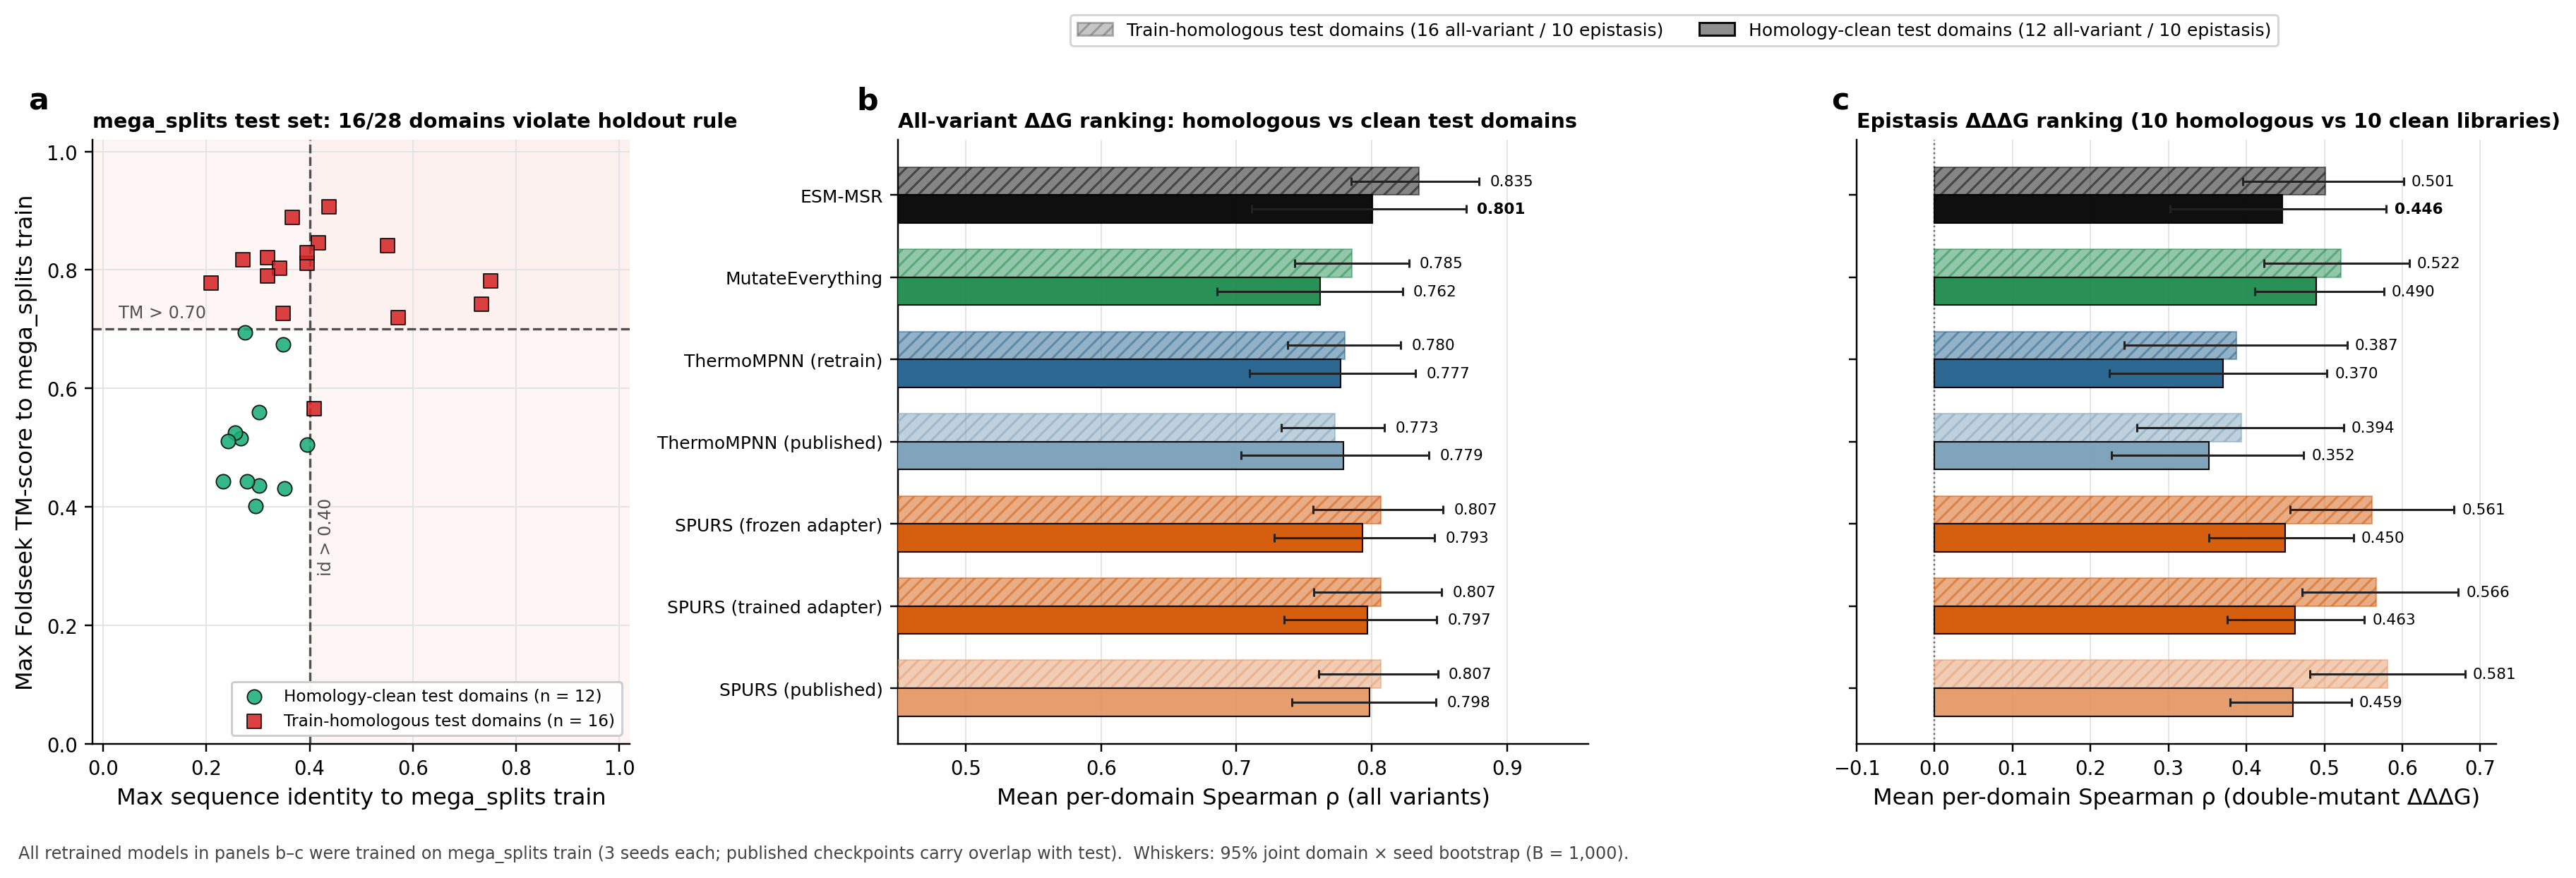 Train-homologous test domains (16 all-variant / 10 epistasis)
Homology-clean test domains (12 all-variant / 10 epistasis)
a
mega_splits test set: 16/28 domains violate holdout rule
Max Foldseek TM-score to mega_splits train
1.0
0.8
0.6
0.4
0.2
0.0
TM > 0.70
id > 0.40
Homology-clean test domains (n = 12)
Train-homologous test domains (n = 16)
0.0
0.2
0.4
0.6
0.8
1.0
Max sequence identity to mega_splits train
b
All-variant ΔΔG ranking: homologous vs clean test domains
ESM-MSR
0.835
0.801
MutateEverything
0.785
0.762
ThermoMPNN (retrain)
0.780
0.777
ThermoMPNN (published)
0.773
0.779
SPURS (frozen adapter)
0.807
0.793
SPURS (trained adapter)
0.807
0.797
SPURS (published)
0.807
0.798
0.5
0.6
0.7
0.8
0.9
Mean per-domain Spearman ρ (all variants)
c
Epistasis ΔΔΔG ranking (10 homologous vs 10 clean libraries)
0.501
0.446
0.522
0.490
0.387
0.370
0.394
0.352
0.561
0.450
0.566
0.463
0.581
0.459
−0.1
0.0
0.1
0.2
0.3
0.4
0.5
0.6
0.7
Mean per-domain Spearman ρ (double-mutant ΔΔΔG)
All retrained models in panels b–c were trained on mega_splits train (3 seeds each; published checkpoints carry overlap with test).  Whiskers: 95% joint domain × seed bootstrap (B = 1,000).